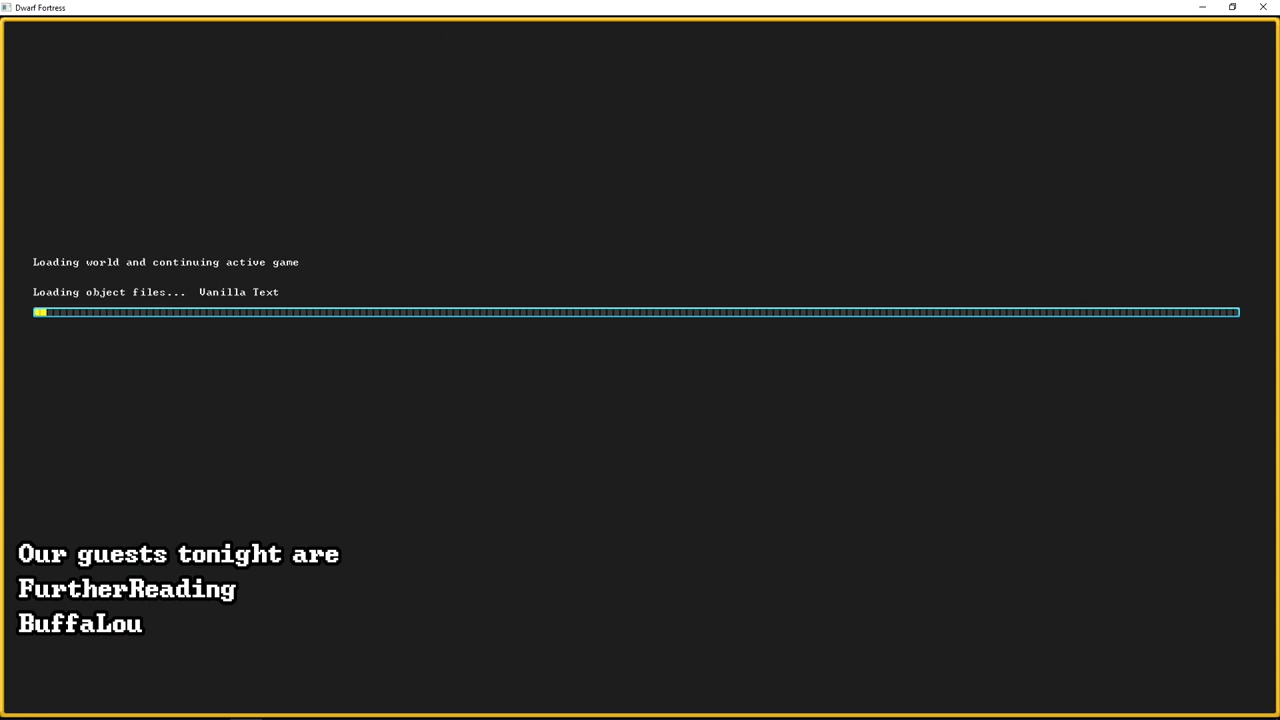 Dwarf Fortress
Loading world and continuing active game
Loading object files...  Vanilla Text
Our guests tonight are
FurtherReading
BuffaLou